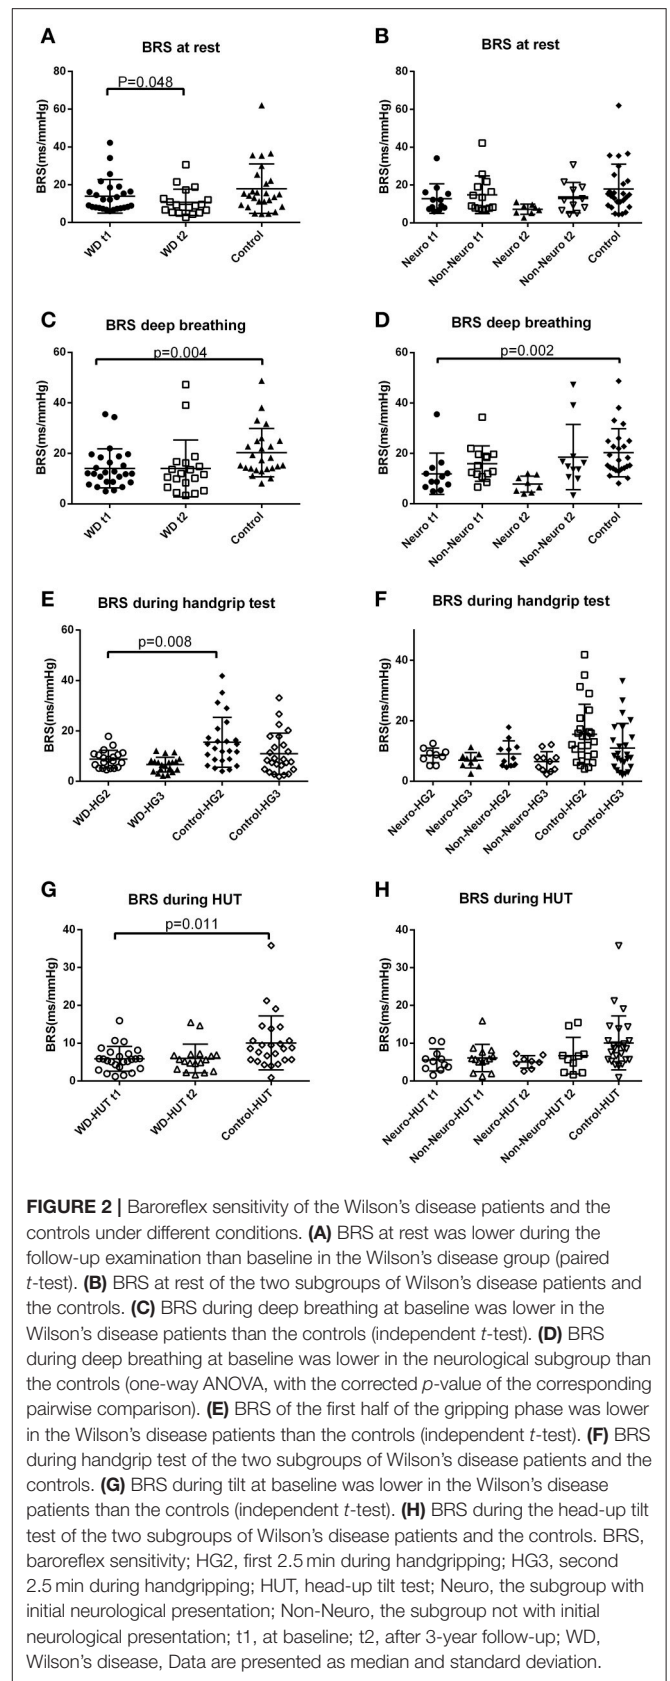 A
BRS at rest
BRS(ms/mmHg)
80
60
40
20
0
P=0.048
WD t1
WD t2
Control
B
BRS at rest
BRS(ms/mmHg)
80
60
40
20
0
Neuro t1
Non-Neuro t1
Neuro t2
Non-Neuro t2
Control
C
BRS deep breathing
BRS(ms/mmHg)
60
40
20
0
p=0.004
WD t1
WD t2
Control
D
BRS deep breathing
BRS(ms/mmHg)
60
40
20
0
p=0.002
Neuro t1
Non-Neuro t1
Neuro t2
Non-Neuro t2
Control
E
BRS during handgrip test
BRS(ms/mmHg)
60
40
20
0
p=0.008
WD-HG2
WD-HG3
Control-HG2
Control-HG3
F
BRS during handgrip test
BRS(ms/mmHg)
40
20
0
Neuro-HG2
Neuro-HG3
Non-Neuro-HG2
Non-Neuro-HG3
Control-HG2
Control-HG3
G
BRS during HUT
BRS(ms/mmHg)
40
30
20
10
0
p=0.011
WD-HUT t1
WD-HUT t2
Control-HUT
H
BRS during HUT
BRS(ms/mmHg)
40
30
20
10
0
Neuro-HUT t1
Non-Neuro-HUT t1
Neuro-HUT t2
Non-Neuro-HUT t2
Control-HUT
FIGURE 2 | Baroreflex sensitivity of the Wilson's disease patients and the
controls under different conditions. (A) BRS at rest was lower during the
follow-up examination than baseline in the Wilson's disease group (paired
t-test). (B) BRS at rest of the two subgroups of Wilson's disease patients and
the controls. (C) BRS during deep breathing at baseline was lower in the
Wilson's disease patients than the controls (independent t-test). (D) BRS
during deep breathing at baseline was lower in the neurological subgroup than
the controls (one-way ANOVA, with the corrected p-value of the corresponding
pairwise comparison). (E) BRS of the first half of the gripping phase was lower
in the Wilson's disease patients than the controls (independent t-test). (F) BRS
during handgrip test of the two subgroups of Wilson's disease patients and the
controls. (G) BRS during tilt at baseline was lower in the Wilson's disease
patients than the controls (independent t-test). (H) BRS during the head-up tilt
test of the two subgroups of Wilson's disease patients and the controls. BRS,
baroreflex sensitivity; HG2, first 2.5 min during handgripping; HG3, second
2.5 min during handgripping; HUT, head-up tilt test; Neuro, the subgroup with
initial neurological presentation; Non-Neuro, the subgroup not with initial
neurological presentation; t1, at baseline; t2, after 3-year follow-up; WD,
Wilson's disease, Data are presented as median and standard deviation.